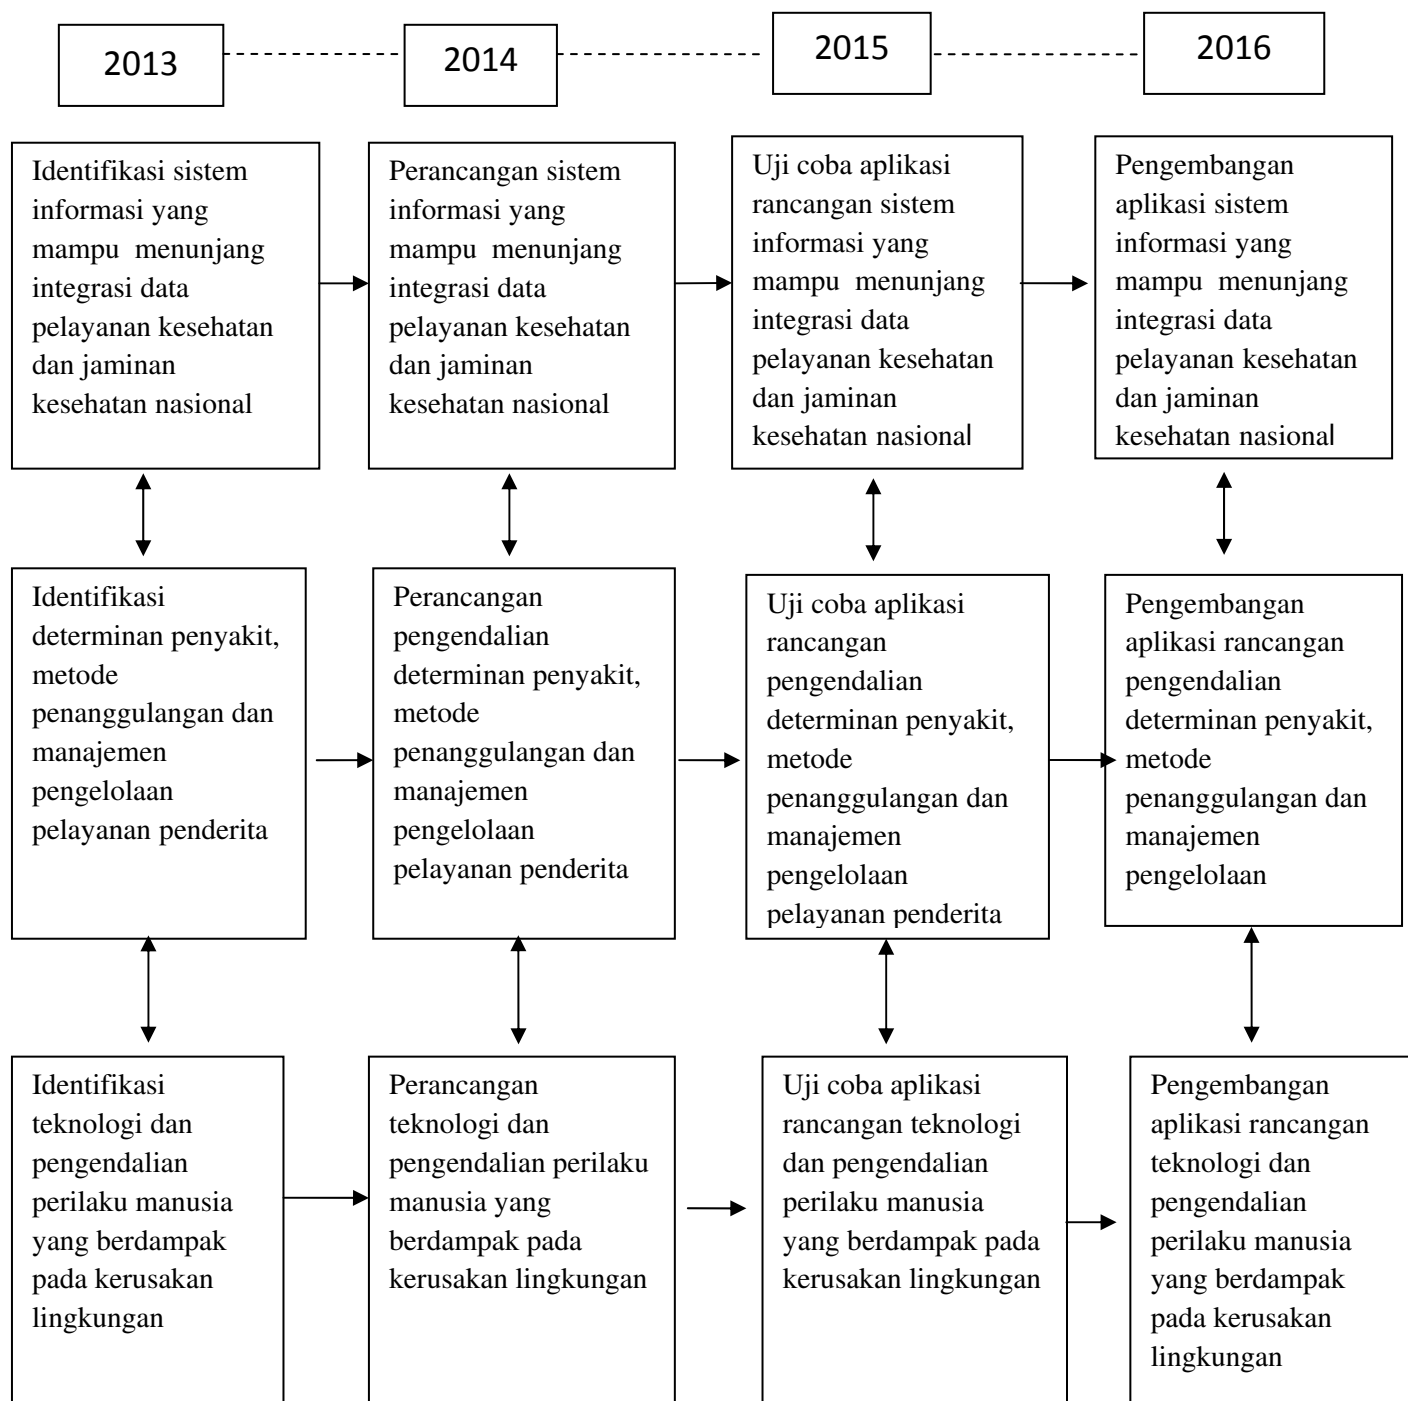 2013
2014
2015
2016
Identifikasi sistem
informasi yang
mampu  menunjang
integrasi data
pelayanan kesehatan
dan jaminan
kesehatan nasional
Perancangan sistem
informasi yang
mampu  menunjang
integrasi data
pelayanan kesehatan
dan jaminan
kesehatan nasional
Uji coba aplikasi
rancangan sistem
informasi yang
mampu  menunjang
integrasi data
pelayanan kesehatan
dan jaminan
kesehatan nasional
Pengembangan
aplikasi sistem
informasi yang
mampu  menunjang
integrasi data
pelayanan kesehatan
dan jaminan
kesehatan nasional
Identifikasi
determinan penyakit,
metode
penanggulangan dan
manajemen
pengelolaan
pelayanan penderita
Perancangan
pengendalian
determinan penyakit,
metode
penanggulangan dan
manajemen
pengelolaan
pelayanan penderita
Uji coba aplikasi
rancangan
pengendalian
determinan penyakit,
metode
penanggulangan dan
manajemen
pengelolaan
pelayanan penderita
Pengembangan
aplikasi rancangan
pengendalian
determinan penyakit,
metode
penanggulangan dan
manajemen
pengelolaan
Identifikasi
teknologi dan
pengendalian
perilaku manusia
yang berdampak
pada kerusakan
lingkungan
Perancangan
teknologi dan
pengendalian perilaku
manusia yang
berdampak pada
kerusakan lingkungan
Uji coba aplikasi
rancangan teknologi
dan pengendalian
perilaku manusia
yang berdampak pada
kerusakan lingkungan
Pengembangan
aplikasi rancangan
teknologi dan
pengendalian
perilaku manusia
yang berdampak
pada kerusakan
lingkungan